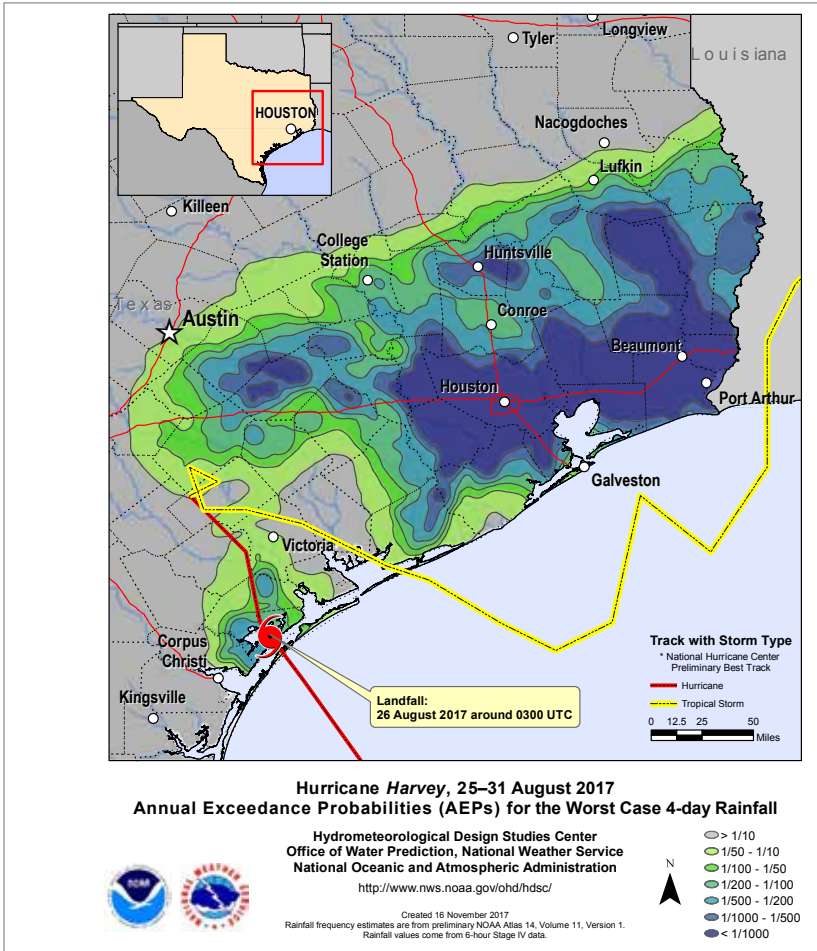 Longview
Tyler
Louisiana
HOUSTON
Nacogdoches
Lufkin
Killeen
College
Station
Huntsville
Texas
Austin
Conroe
Beaumont
Houston
Port Arthur
Galveston
Victoria
Corpus
Christi
Kingsville
Landfall:
26 August 2017 around 0300 UTC
Track with Storm Type
* National Hurricane Center
Preliminary Best Track
Hurricane
Tropical Storm
0 12.5 25 50
Miles
Hurricane Harvey, 25–31 August 2017
Annual Exceedance Probabilities (AEPs) for the Worst Case 4-day Rainfall
Hydrometeorological Design Studies Center
Office of Water Prediction, National Weather Service
National Oceanic and Atmospheric Administration
http://www.nws.noaa.gov/ohd/hdsc/
Created 16 November 2017
Rainfall frequency estimates are from preliminary NOAA Atlas 14, Volume 11, Version 1.
Rainfall values come from 6-hour Stage IV data.
NOAA
NATIONAL WEATHER SERVICE
N
> 1/10
1/50 - 1/10
1/100 - 1/50
1/200 - 1/100
1/500 - 1/200
1/1000 - 1/500
< 1/1000